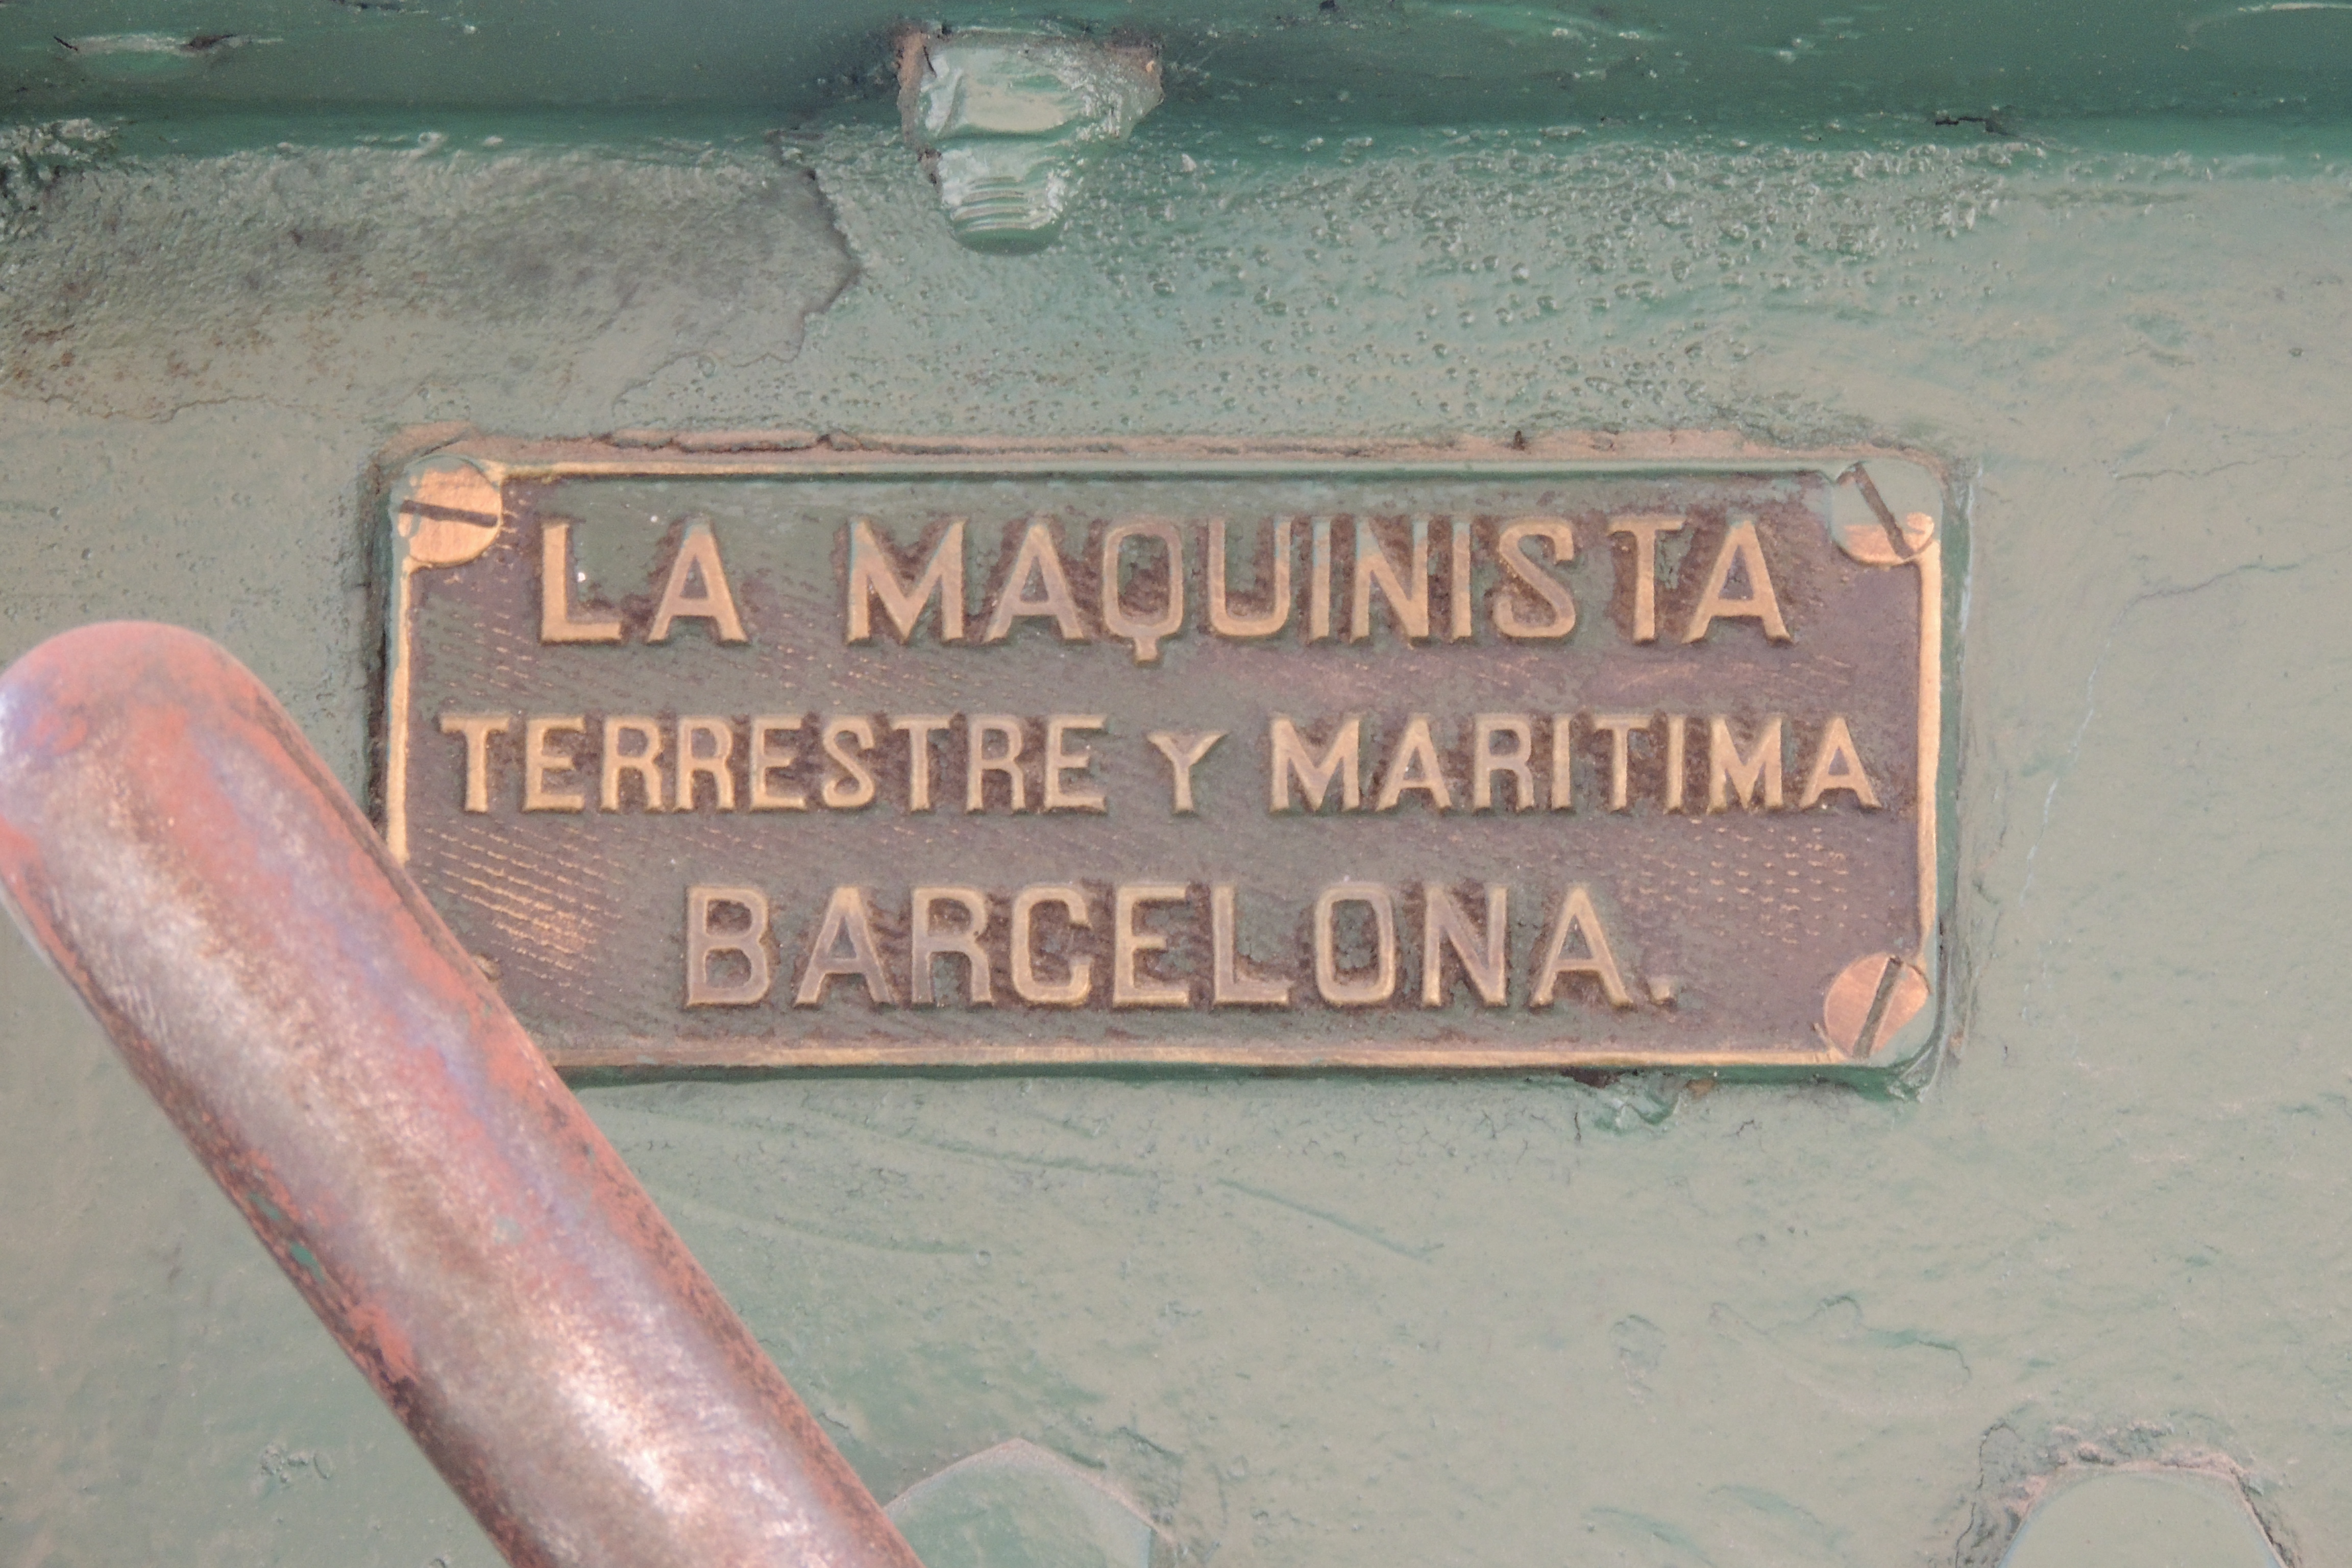 LA MAQUINISTA
TERRESTRE Y MARITIMA
BARCELONA.